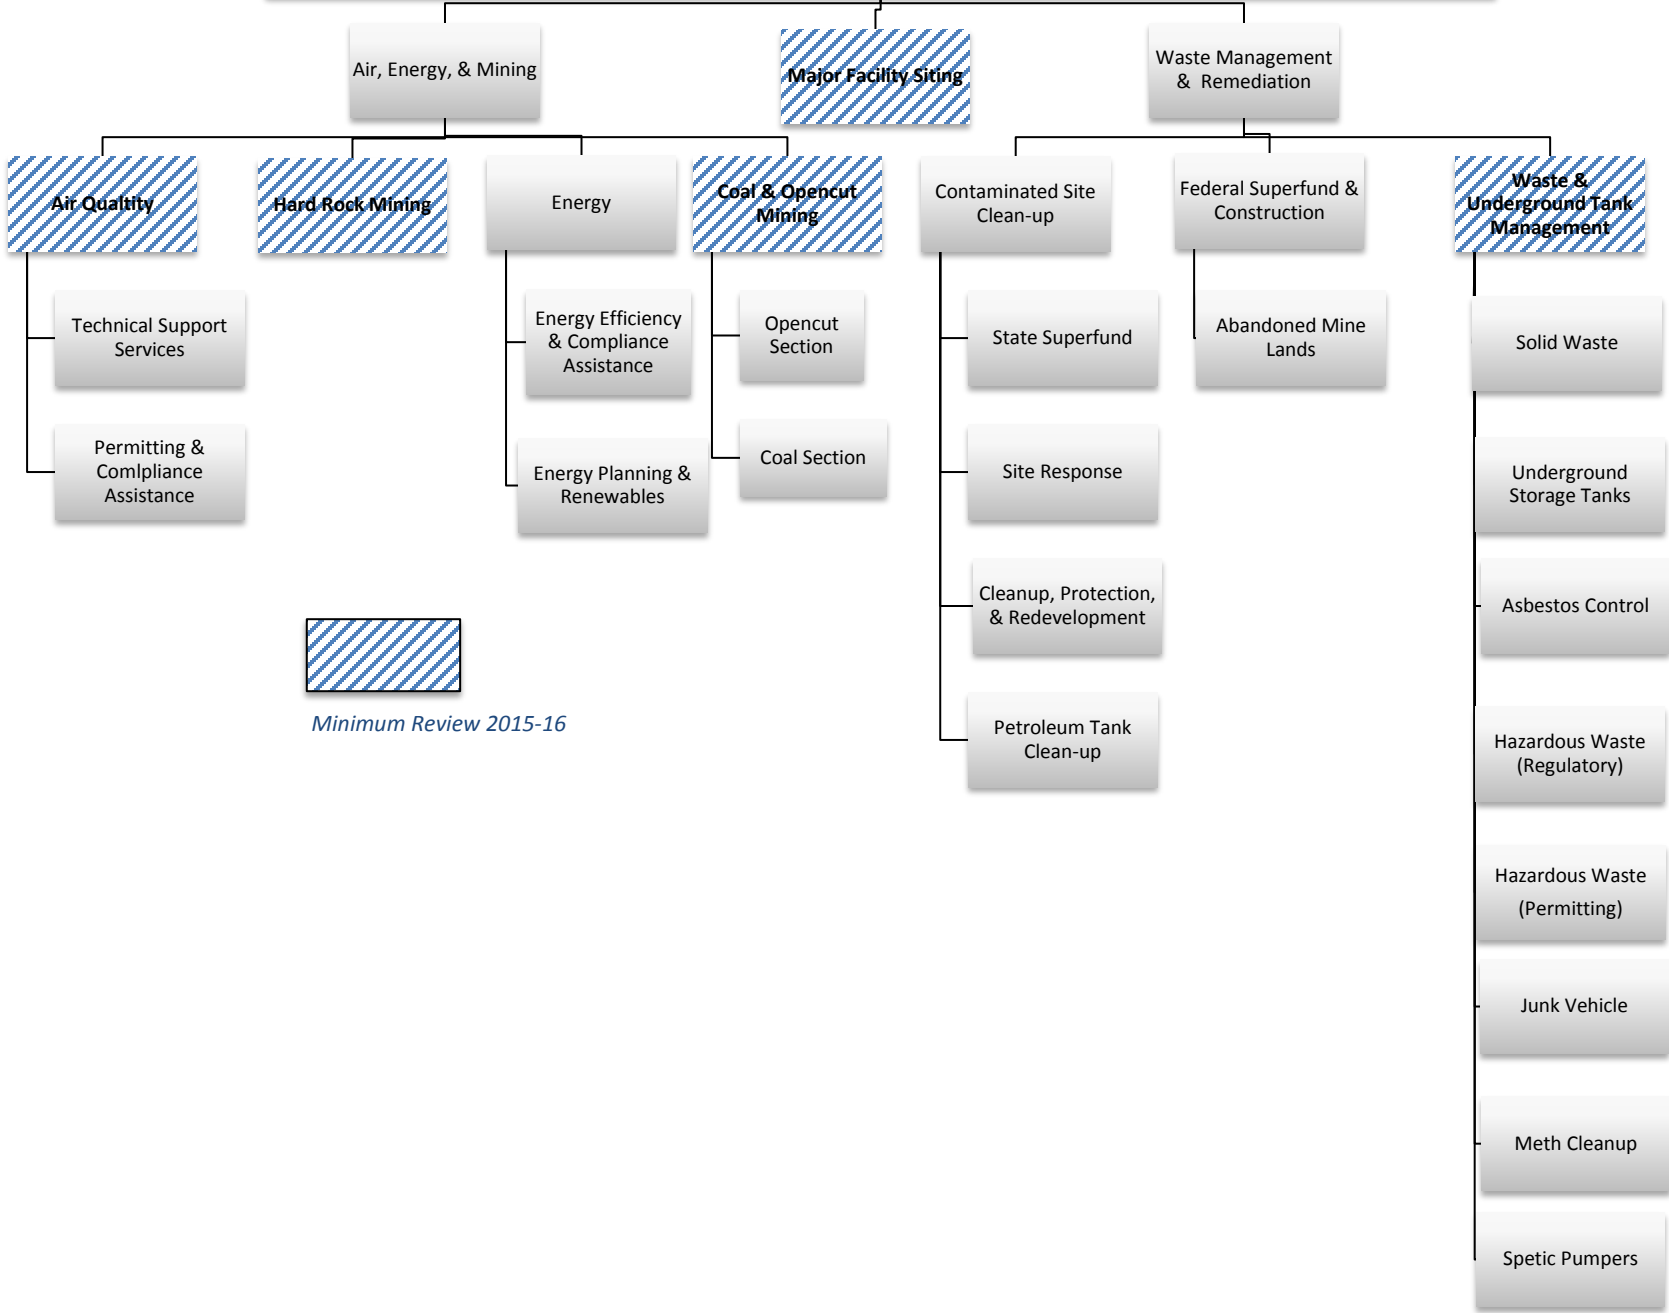 Air, Energy, & Mining
Major Facility Siting
Waste Management
& Remediation
Air Qualtity
Hard Rock Mining
Energy
Coal & Opencut
Mining
Contaminated Site
Clean-up
Federal Superfund &
Construction
Waste &
Underground Tank
Management
Technical Support
Services
Permitting &
Comlpliance
Assistance
Energy Efficiency
& Compliance
Assistance
Energy Planning &
Renewables
Opencut
Section
Coal Section
State Superfund
Site Response
Cleanup, Protection,
& Redevelopment
Petroleum Tank
Clean-up
Abandoned Mine
Lands
Solid Waste
Underground
Storage Tanks
Asbestos Control
Hazardous Waste
(Regulatory)
Hazardous Waste
(Permitting)
Junk Vehicle
Meth Cleanup
Spetic Pumpers
Minimum Review 2015-16